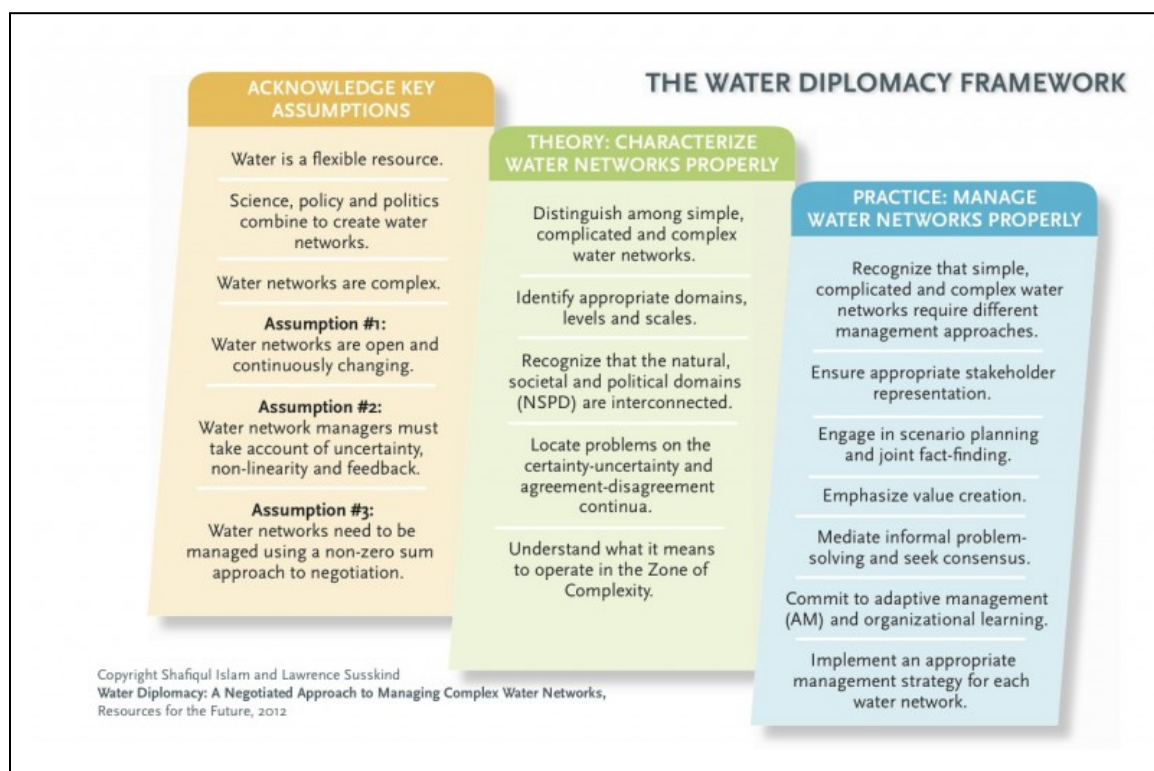 THE WATER DIPLOMACY FRAMEWORK
ACKNOWLEDGE KEY
ASSUMPTIONS
Water is a flexible resource.
Science, policy and politics
combine to create water
networks.
Water networks are complex.
Assumption #1:
Water networks are open and
continuously changing.
Assumption #2:
Water network managers must
take account of uncertainty,
non-linearity and feedback.
Assumption #3:
Water networks need to be
managed using a non-zero sum
approach to negotiation.
THEORY: CHARACTERIZE
WATER NETWORKS PROPERLY
Distinguish among simple,
complicated and complex
water networks.
Identify appropriate domains,
levels and scales.
Recognize that the natural,
societal and political domains
(NSPD) are interconnected.
Locate problems on the
certainty-uncertainty and
agreement-disagreement
continua.
Understand what it means
to operate in the Zone of
Complexity.
PRACTICE: MANAGE
WATER NETWORKS PROPERLY
Recognize that simple,
complicated and complex water
networks require different
management approaches.
Ensure appropriate stakeholder
representation.
Engage in scenario planning
and joint fact-finding.
Emphasize value creation.
Mediate informal problem-
solving and seek consensus.
Commit to adaptive management
(AM) and organizational learning.
Implement an appropriate
management strategy for each
water network.
Copyright Shafiqul Islam and Lawrence Susskind
Water Diplomacy: A Negotiated Approach to Managing Complex Water Networks,
Resources for the Future, 2012